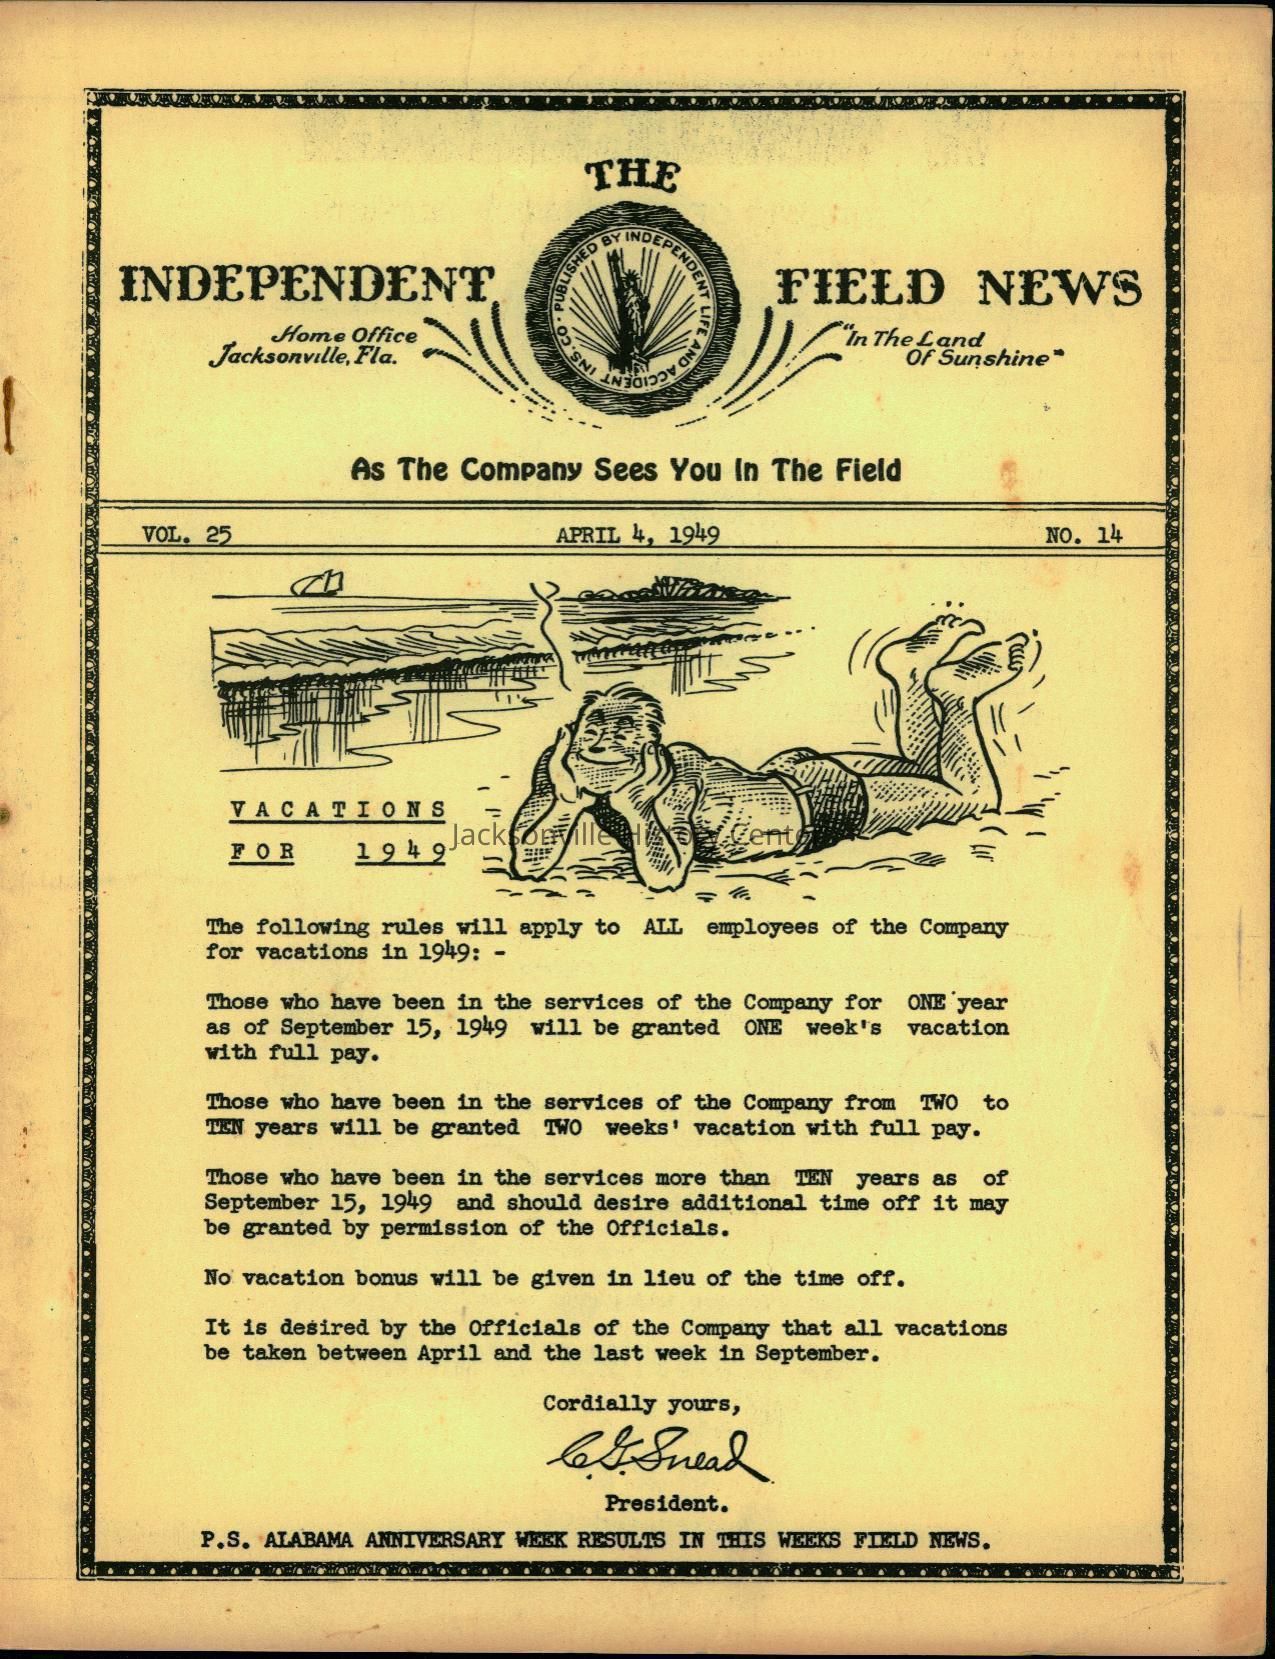 THE
INDEPENDENT FIELD NEWS
PUBLISHED BY INDEPENDENT LIFE AND ACCIDENT INS. CO.
Home Office
Jacksonville, Fla.
"In The Land
Of Sunshine"
As The Company Sees You In The Field
VOL. 25 APRIL 4, 1949 NO. 14
VACATIONS
FOR 1949
Jacksonville History Center
The following rules will apply to ALL employees of the Company
for vacations in 1949: -
Those who have been in the services of the Company for ONE year
as of September 15, 1949 will be granted ONE week's vacation
with full pay.
Those who have been in the services of the Company from TWO to
TEN years will be granted TWO weeks' vacation with full pay.
Those who have been in the services more than TEN years as of
September 15, 1949 and should desire additional time off it may
be granted by permission of the Officials.
No vacation bonus will be given in lieu of the time off.
It is desired by the Officials of the Company that all vacations
be taken between April and the last week in September.
Cordially yours,
C.G. Snead
President.
P.S. ALABAMA ANNIVERSARY WEEK RESULTS IN THIS WEEKS FIELD NEWS.